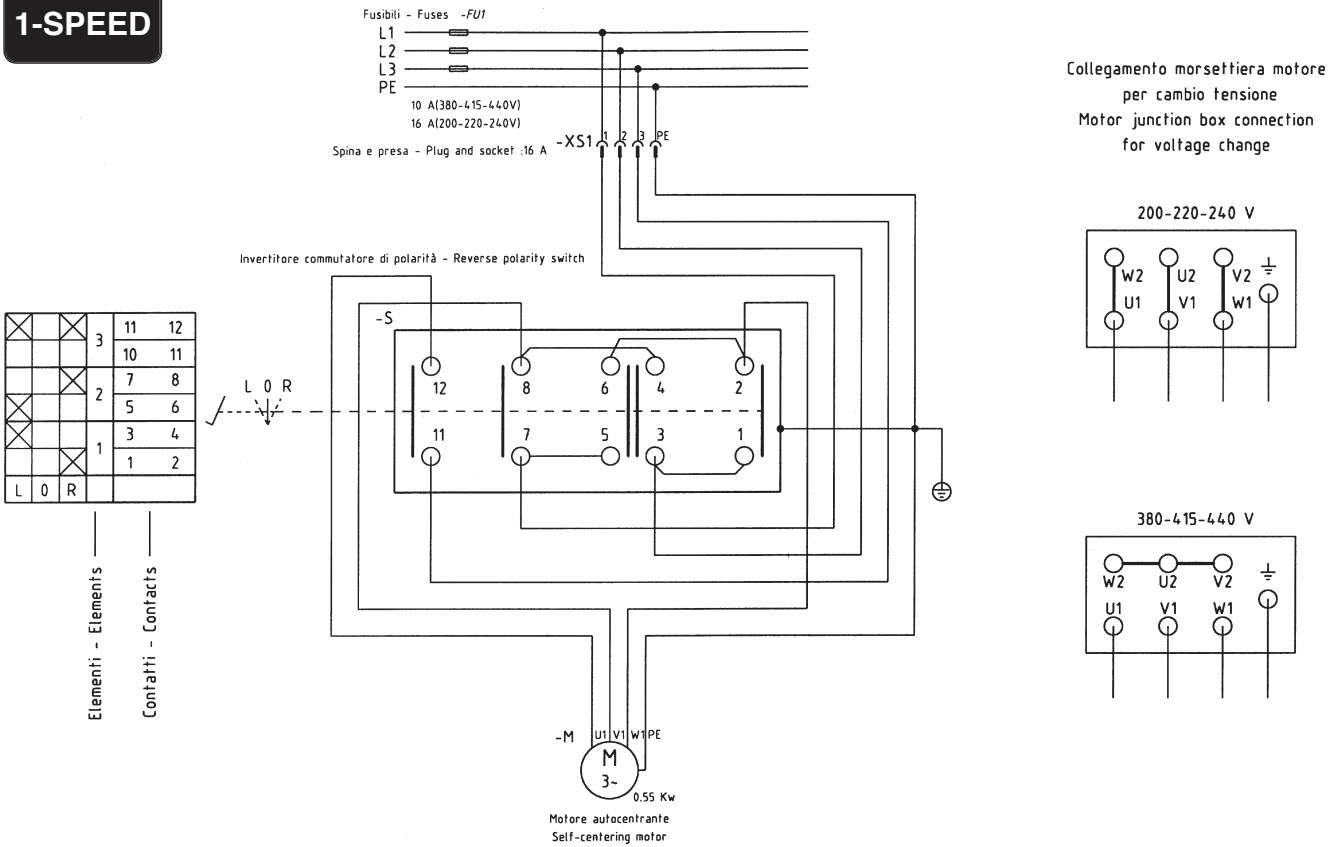 1-SPEED
Fusibili - Fuses -FU1
L1
L2
L3
PE
10 A(380-415-440V)
16 A(200-220-240V)
Spina e presa - Plug and socket :16 A
-XS1 1 2 3 PE
Collegamento morsettiera motore
per cambio tensione
Motor junction box connection
for voltage change
200-220-240 V
W2 U2 V2
U1 V1 W1
Invertitore commutatore di polarità - Reverse polarity switch
-S
12 8 6 4 2
11 7 5 3 1
L 0 R
3 11 12
10 11
2 7 8
5 6
1 3 4
1 2
L 0 R
Elementi - Elements
Contatti - Contacts
380-415-440 V
W2 U2 V2
U1 V1 W1
-M U1 V1 W1 PE
M
3~
0.55 Kw
Motore autocentrante
Self-centering motor